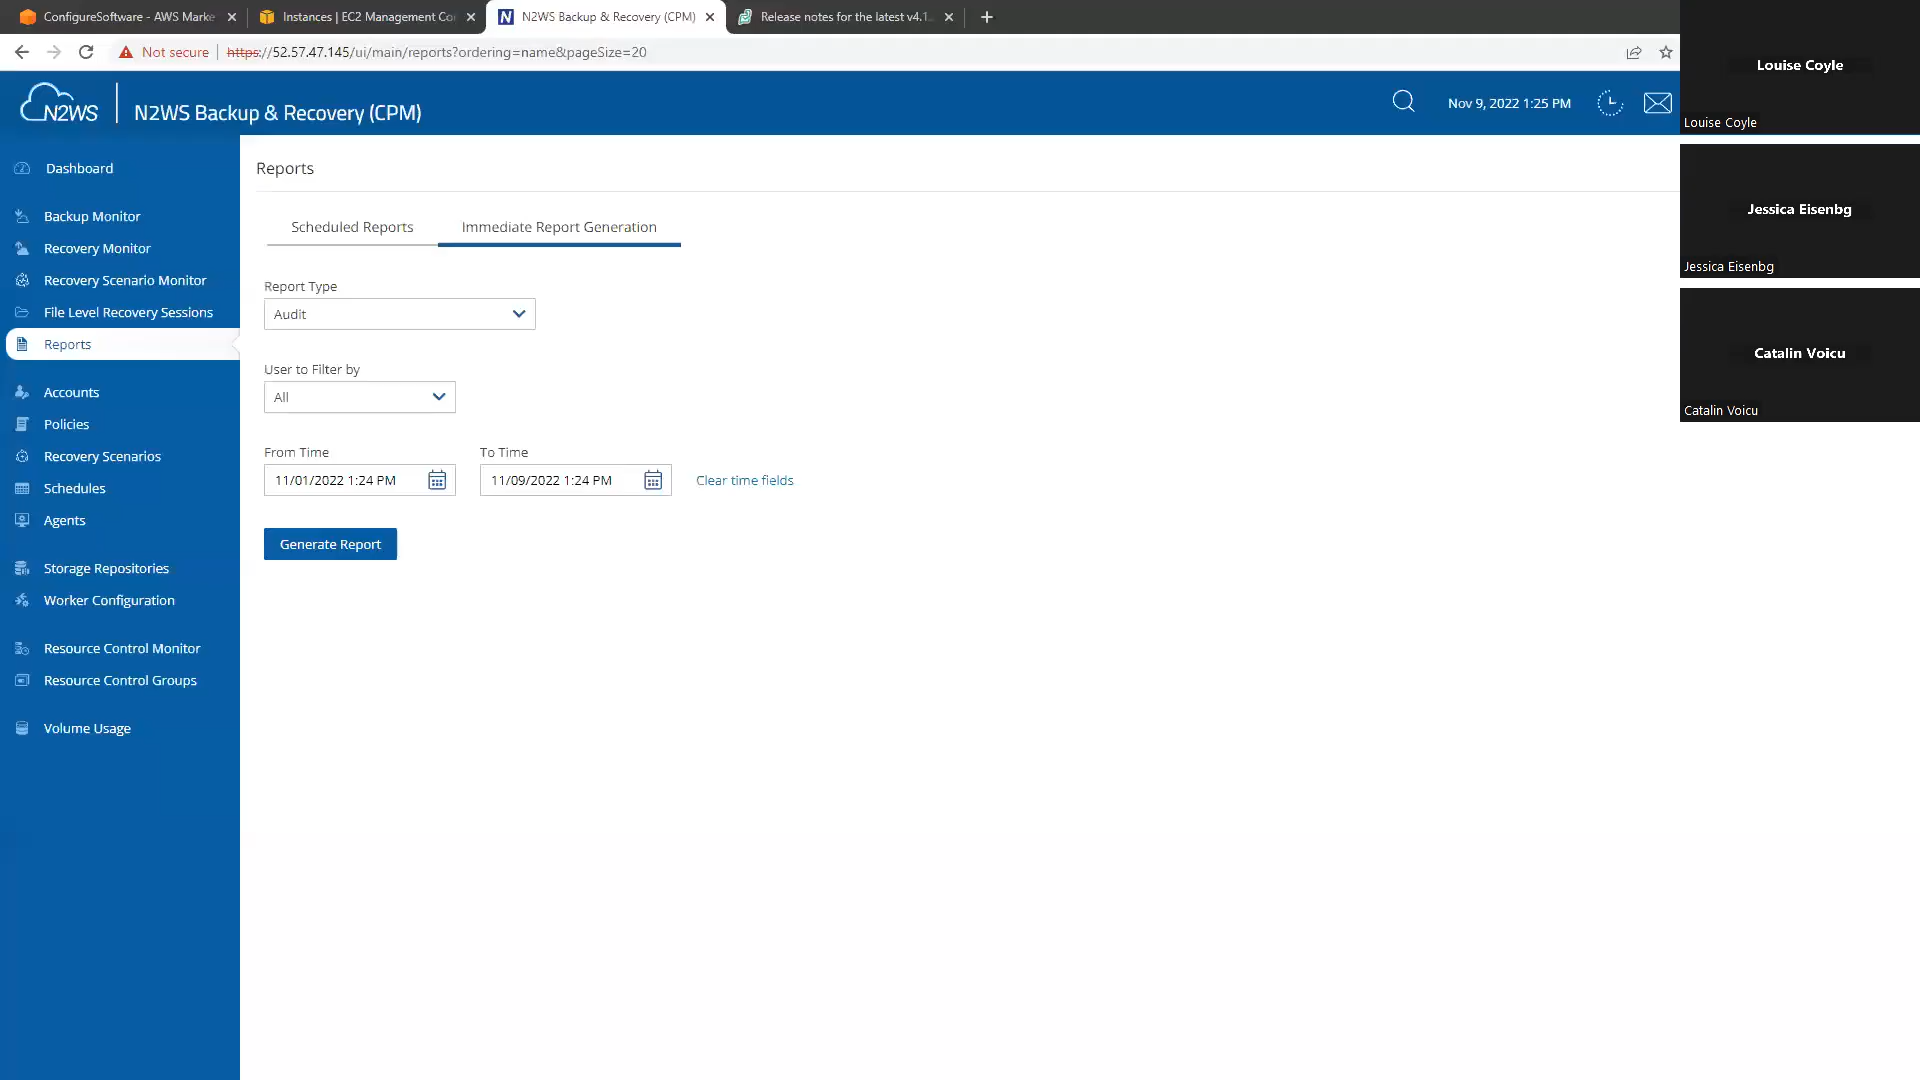 ConfigureSoftware - AWS Marke
Instances | EC2 Management Co
N2WS Backup & Recovery (CPM)
Release notes for the latest v4.1.
Not secure
https://52.57.47.145/ui/main/reports?ordering=name&pageSize=20
N2WS
N2WS Backup & Recovery (CPM)
Nov 9, 2022 1:25 PM
Louise Coyle
Louise Coyle
Jessica Eisenbg
Jessica Eisenbg
Catalin Voicu
Catalin Voicu
Dashboard
Backup Monitor
Recovery Monitor
Recovery Scenario Monitor
File Level Recovery Sessions
Reports
Accounts
Policies
Recovery Scenarios
Schedules
Agents
Storage Repositories
Worker Configuration
Resource Control Monitor
Resource Control Groups
Volume Usage
Reports
Scheduled Reports
Immediate Report Generation
Report Type
Audit
User to Filter by
All
From Time
To Time
11/01/2022 1:24 PM
11/09/2022 1:24 PM
Clear time fields
Generate Report